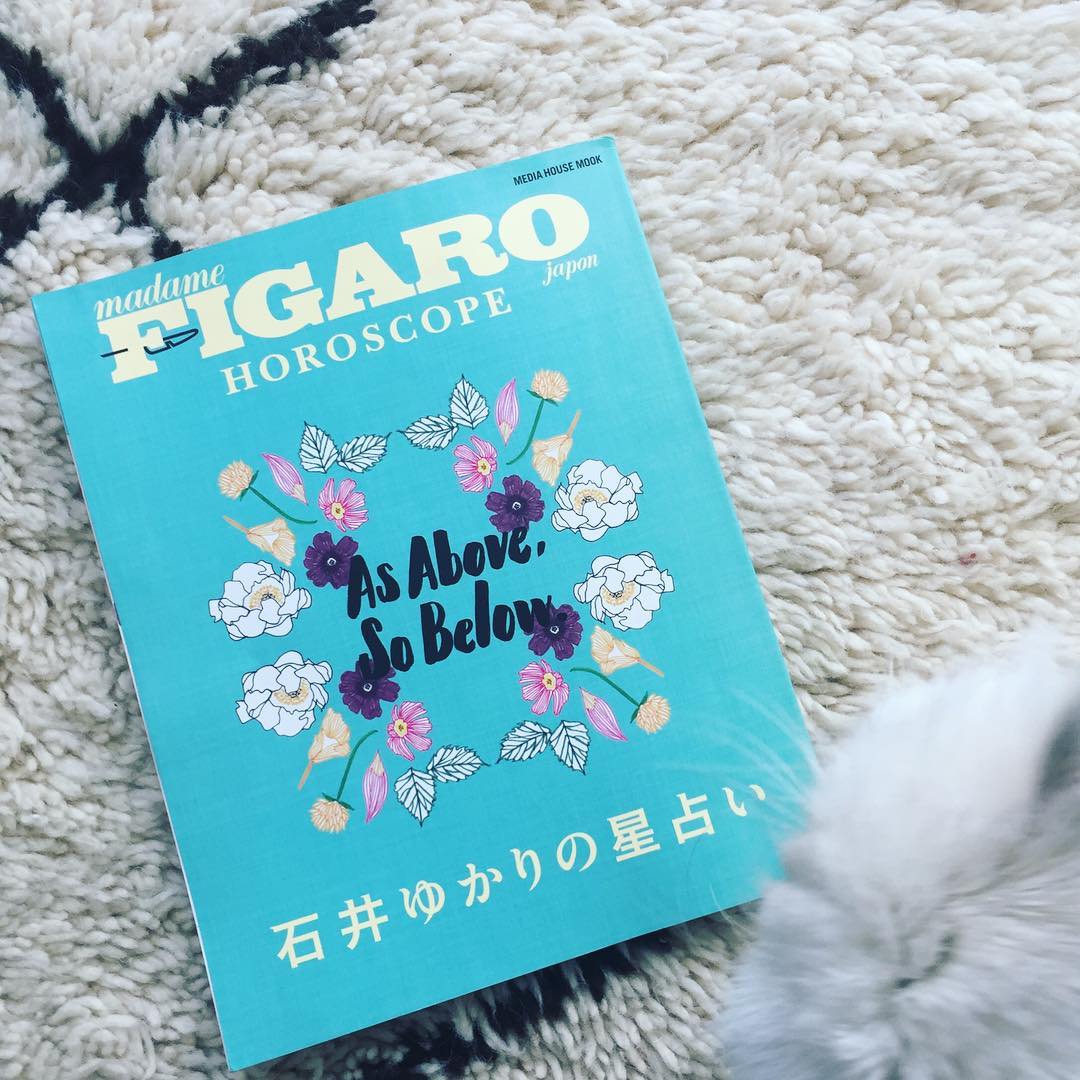 MEDIA HOUSE MOOK
madame
FIGARO
japon
HOROSCOPE
As Above,
So Below.
石井ゆかりの星占い